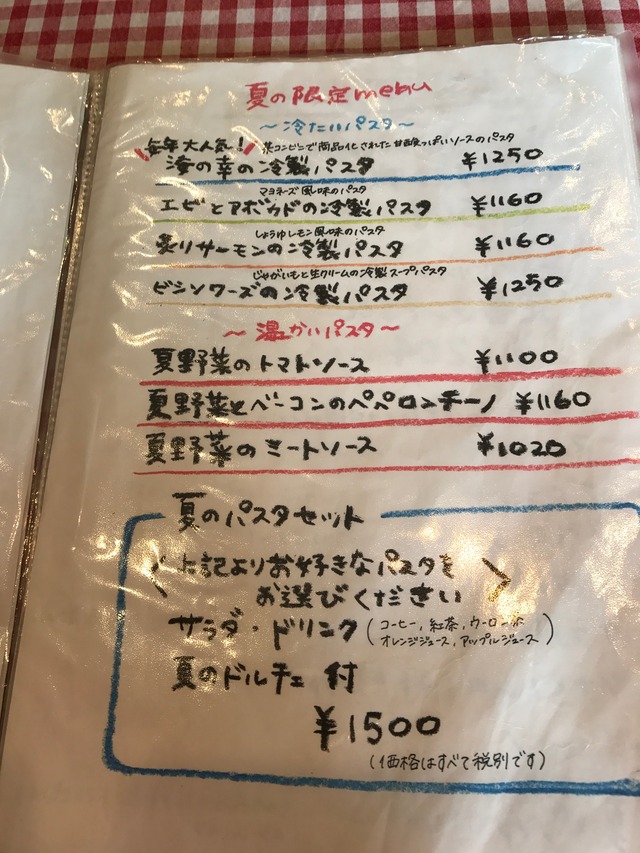 夏の限定menu
～冷たいパスタ～
毎年大人気！ 某コンビニで商品化された甘酸っぱいソースのパスタ
海の幸の冷製パスタ ¥1250
マヨネーズ風味のパスタ
エビとアボカドの冷製パスタ ¥1160
しょうゆレモン風味のパスタ
炙りサーモンの冷製パスタ ¥1160
じゃがいもと生クリームの冷製スープパスタ
ビシソワーズの冷製パスタ ¥1250
～温かいパスタ～
夏野菜のトマトソース ¥1100
夏野菜とベーコンのペペロンチーノ ¥1160
夏野菜のミートソース ¥1020
夏のパスタセット
〈上記よりお好きなパスタを
お選びください〉
サラダ・ドリンク(コーヒー,紅茶,ウーロン茶
オレンジジュース,アップルジュース)
夏のドルチェ 付
¥1500
(価格はすべて税別です)